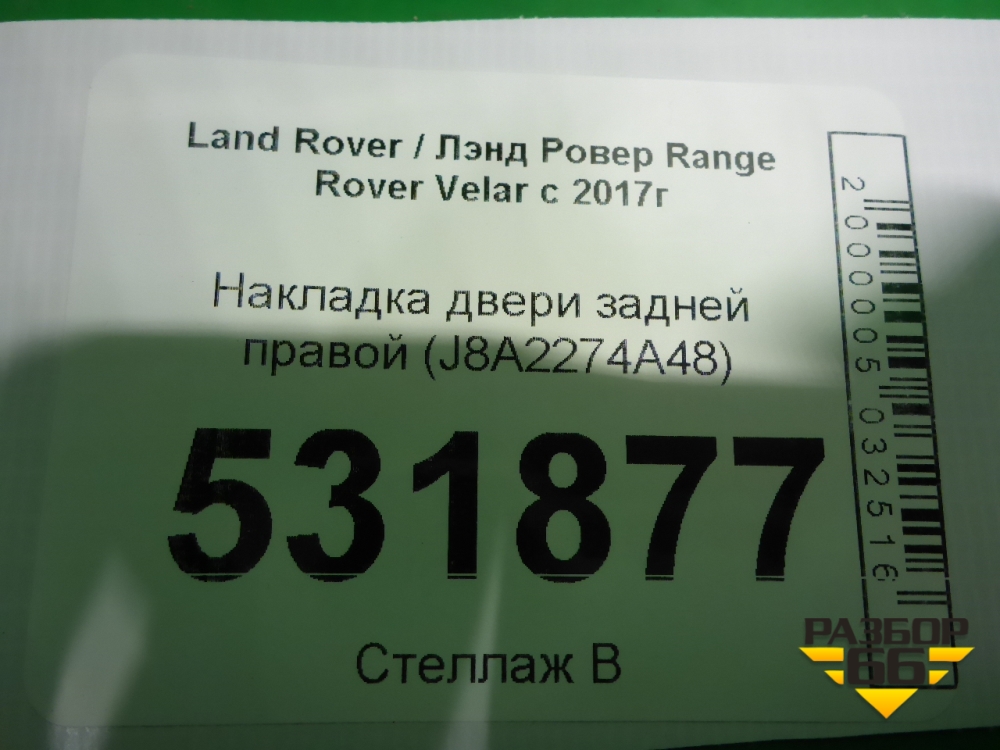 Land Rover / Лэнд Ровер Range
Rover Velar с 2017г
Накладка двери задней
правой (J8A2274A48)
531877
Стеллаж В
2000005032516
РАЗБОР
66